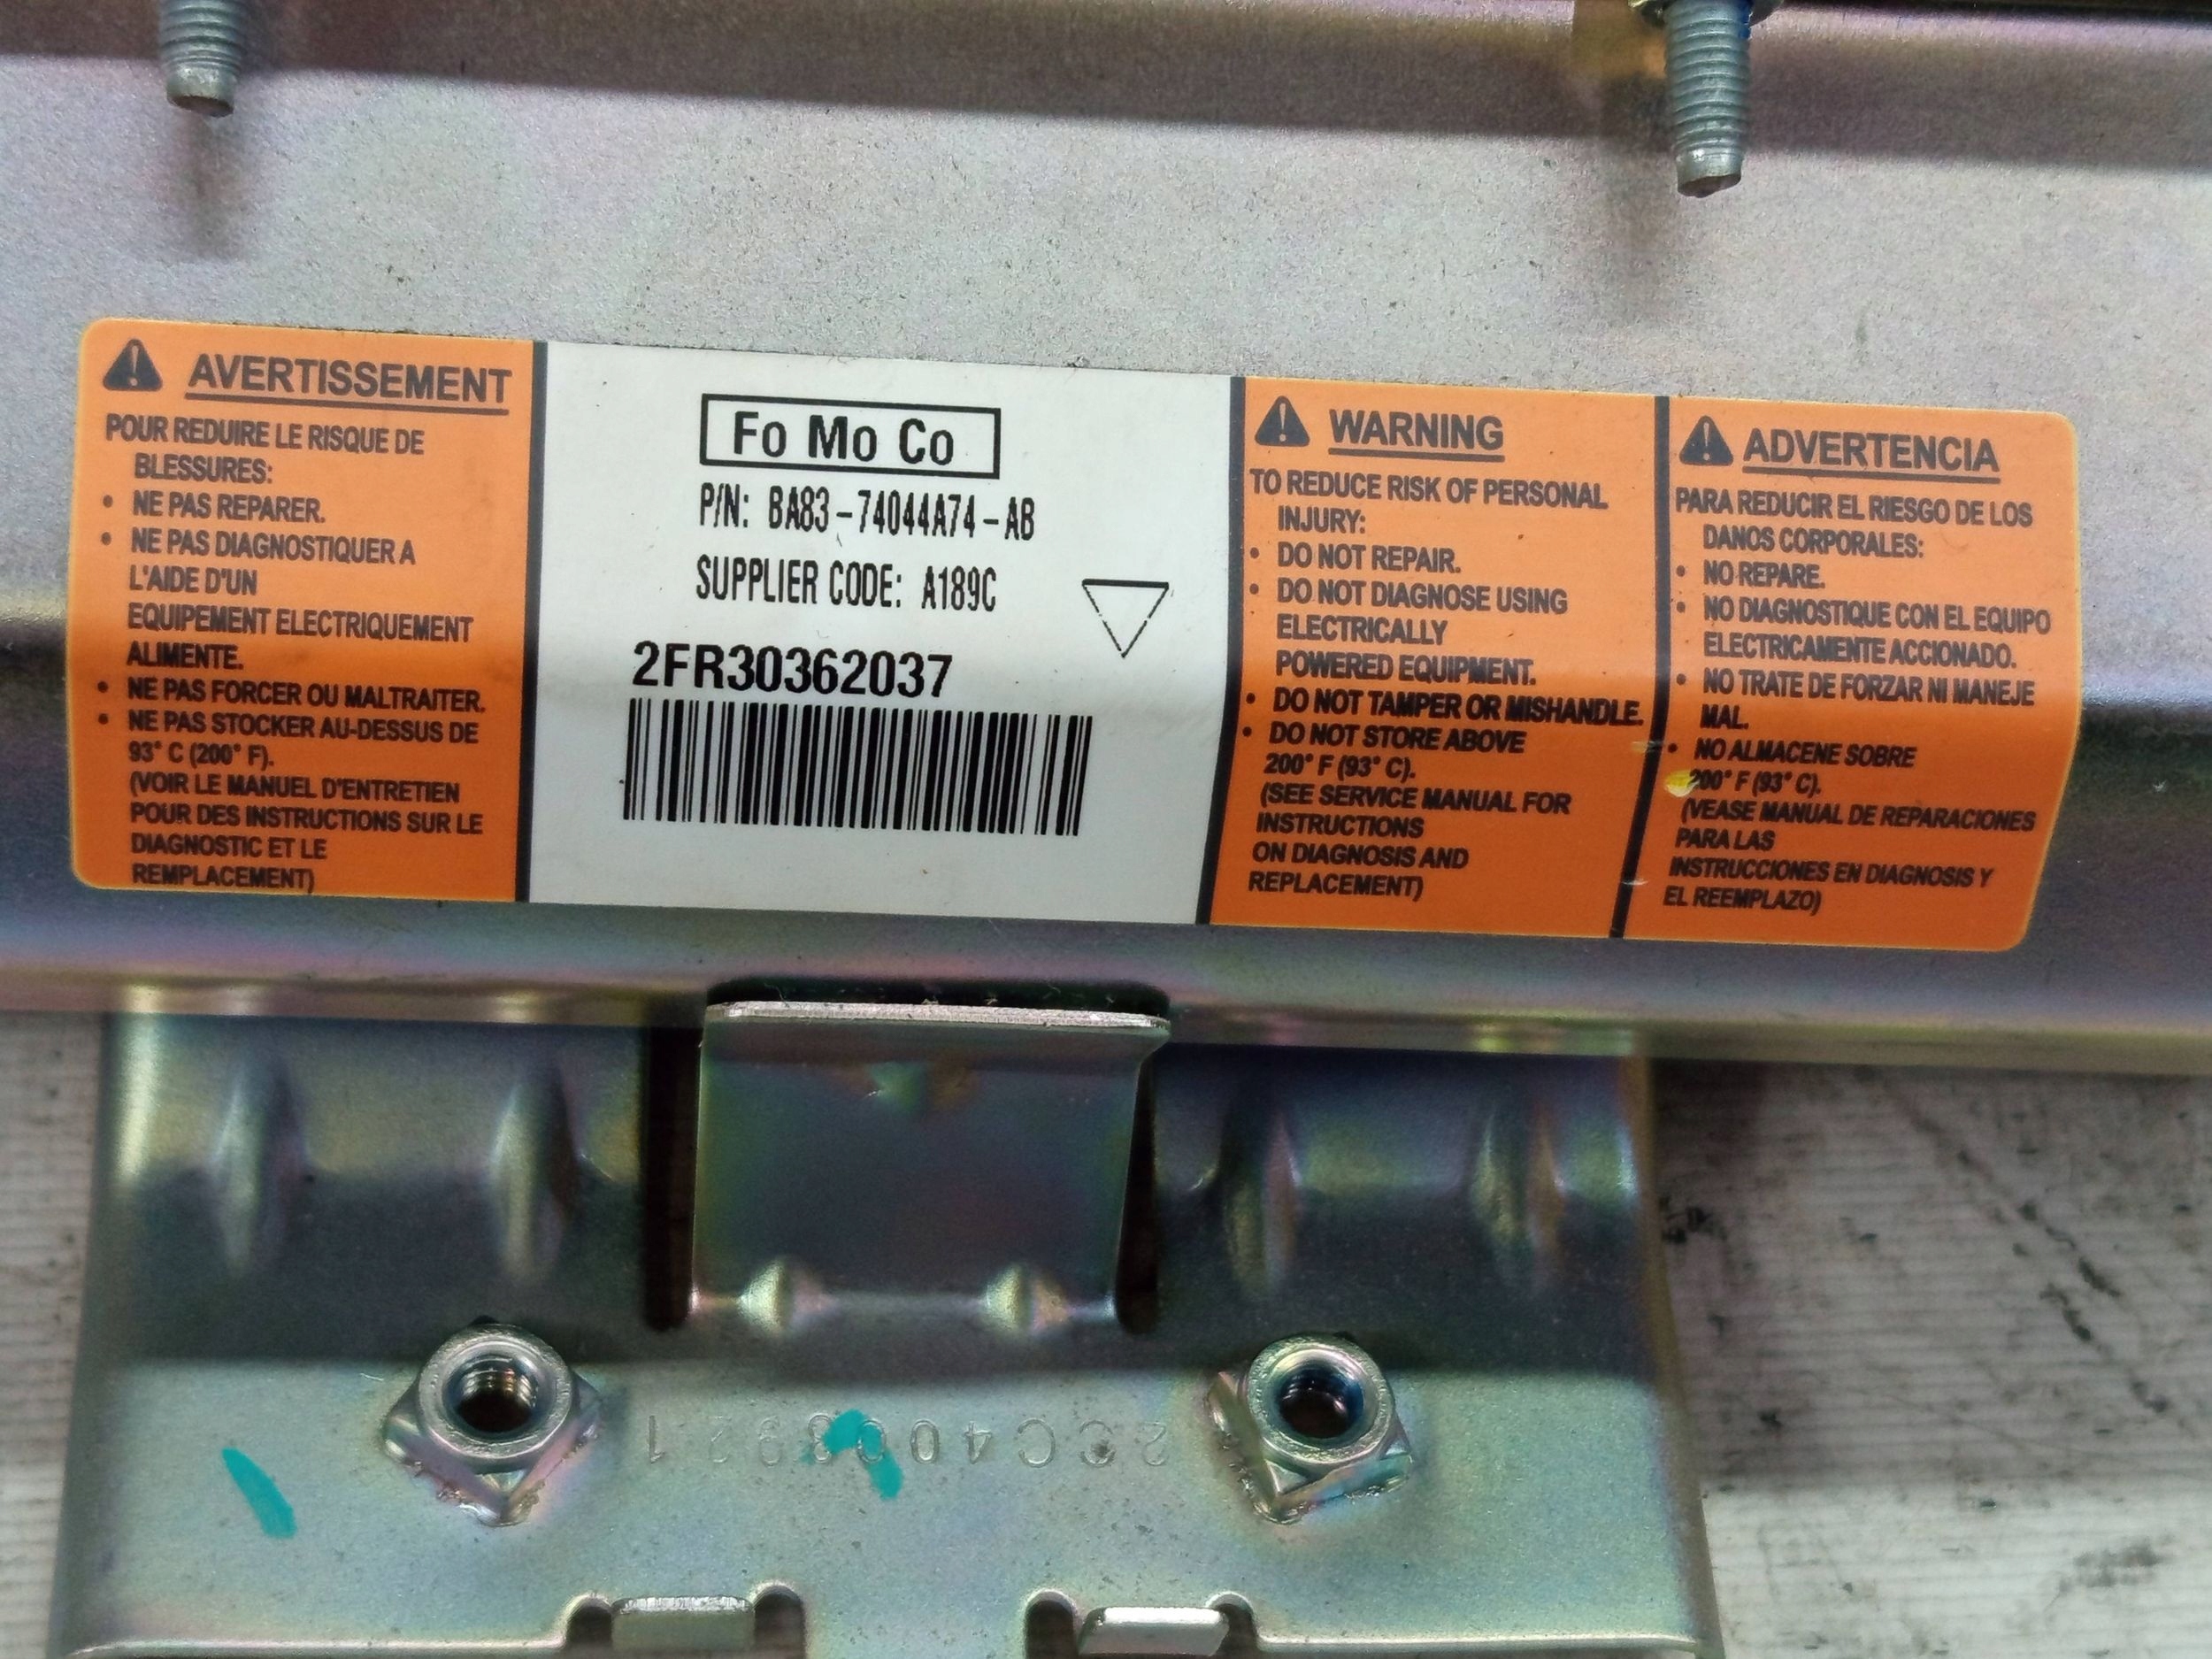 AVERTISSEMENT
POUR REDUIRE LE RISQUE DE
BLESSURES:
• NE PAS REPARER.
• NE PAS DIAGNOSTIQUER A
L'AIDE D'UN
EQUIPEMENT ELECTRIQUEMENT
ALIMENTE.
• NE PAS FORCER OU MALTRAITER.
• NE PAS STOCKER AU-DESSUS DE
93° C (200° F).
(VOIR LE MANUEL D'ENTRETIEN
POUR DES INSTRUCTIONS SUR LE
DIAGNOSTIC ET LE
REMPLACEMENT)
Fo Mo Co
P/N: BA83-74044A74-AB
SUPPLIER CODE: A189C
2FR30362037
WARNING
TO REDUCE RISK OF PERSONAL
INJURY:
• DO NOT REPAIR.
• DO NOT DIAGNOSE USING
ELECTRICALLY
POWERED EQUIPMENT.
• DO NOT TAMPER OR MISHANDLE.
• DO NOT STORE ABOVE
200° F (93° C).
(SEE SERVICE MANUAL FOR
INSTRUCTIONS
ON DIAGNOSIS AND
REPLACEMENT)
ADVERTENCIA
PARA REDUCIR EL RIESGO DE LOS
DANOS CORPORALES:
• NO REPARE.
• NO DIAGNOSTIQUE CON EL EQUIPO
ELECTRICAMENTE ACCIONADO.
• NO TRATE DE FORZAR NI MANEJE
MAL.
• NO ALMACENE SOBRE
200° F (93° C).
(VEASE MANUAL DE REPARACIONES
PARA LAS
INSTRUCCIONES EN DIAGNOSIS Y
EL REEMPLAZO)